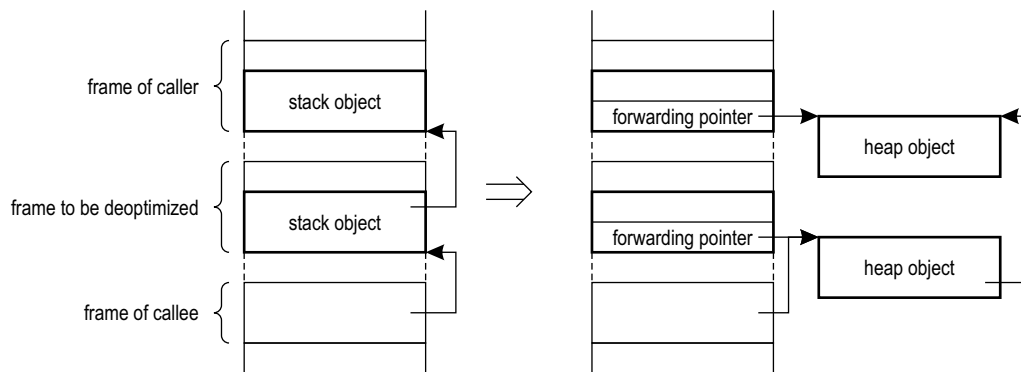 frame of caller
stack object
frame to be deoptimized
stack object
frame of callee
forwarding pointer
heap object
forwarding pointer
heap object